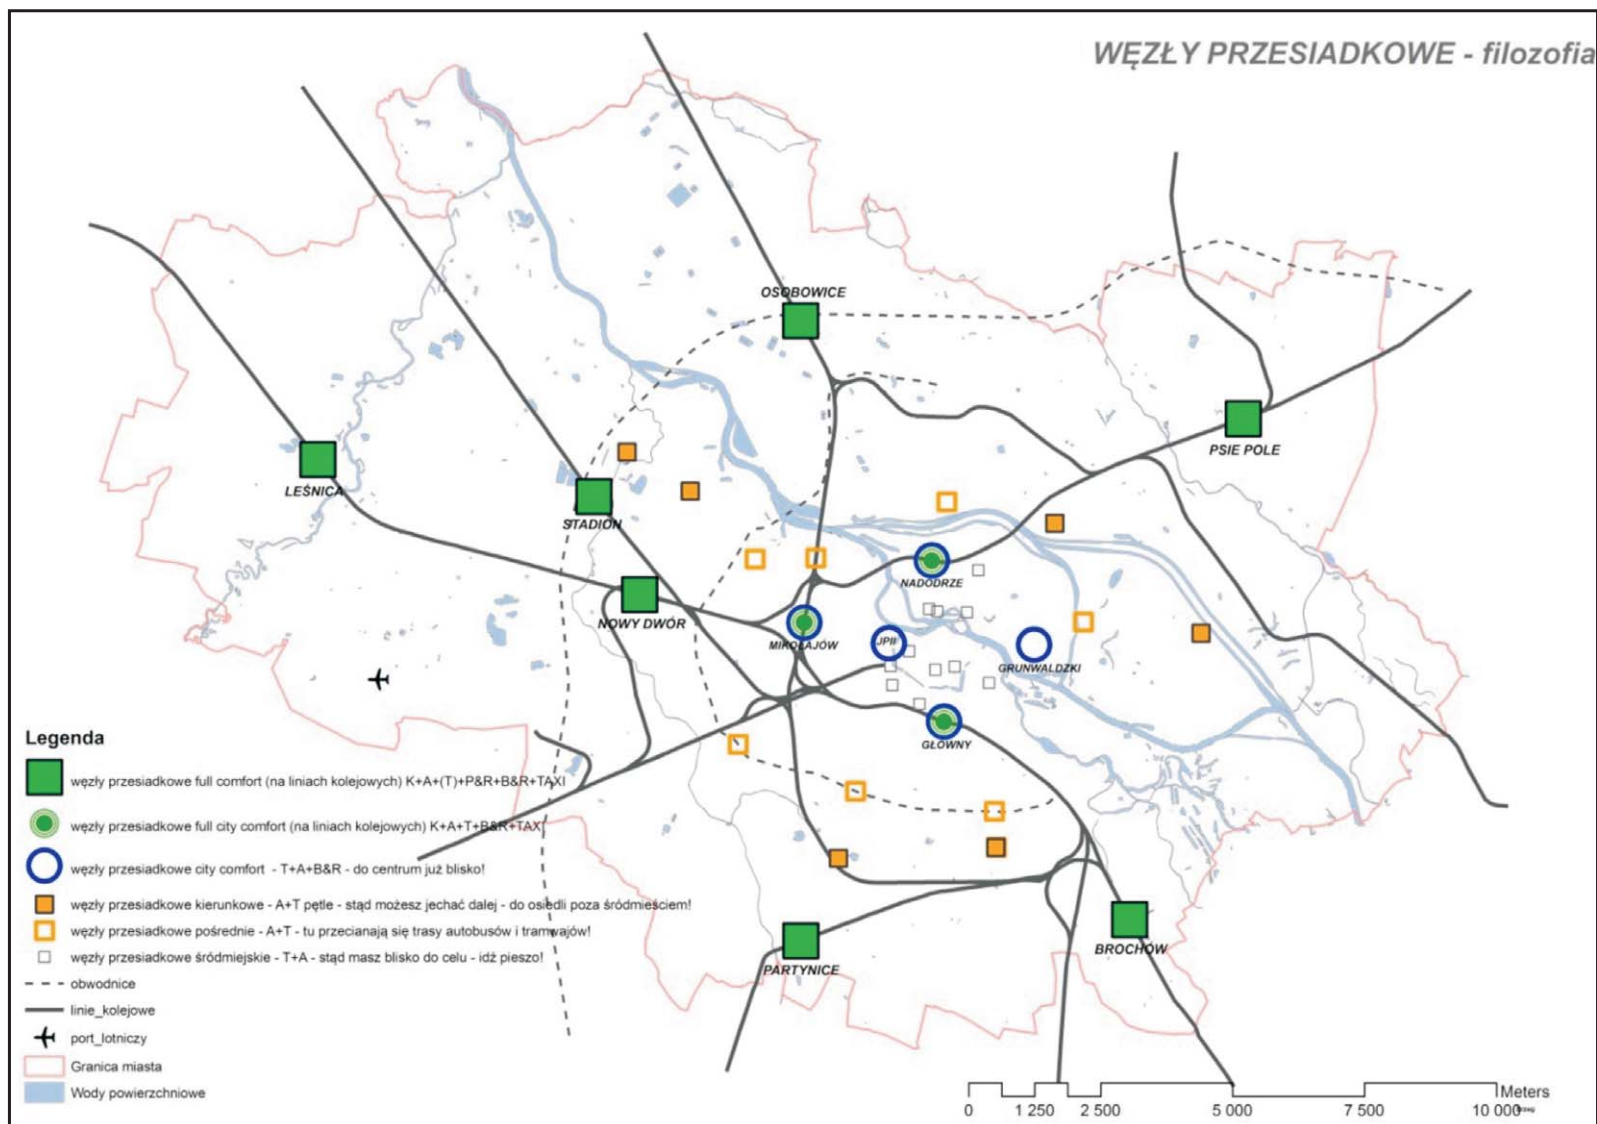 WĘZŁY PRZESIADKOWE - filozofia
OSOBOWICE
PSIE POLE
LEŚNICA
STADION
NADODRZE
NOWY DWÓR
MIKOŁAJÓW
JPII
GRUNWALDZKI
GŁÓWNY
BROCHÓW
PARTYNICE
Legenda
węzły przesiadkowe full comfort (na liniach kolejowych) K+A+(T)+P&R+B&R+TAXI
węzły przesiadkowe full city comfort (na liniach kolejowych) K+A+T+B&R+TAXI
węzły przesiadkowe city comfort - T+A+B&R - do centrum już blisko!
węzły przesiadkowe kierunkowe - A+T pętle - stąd możesz jechać dalej - do osiedli poza śródmieściem!
węzły przesiadkowe pośrednie - A+T - tu przecianają się trasy autobusów i tramwajów!
węzły przesiadkowe śródmiejskie - T+A - stąd masz blisko do celu - idź pieszo!
obwodnice
linie_kolejowe
port_lotniczy
Granica miasta
Wody powierzchniowe
Meters
0 1 250 2 500 5 000 7 500 10 000